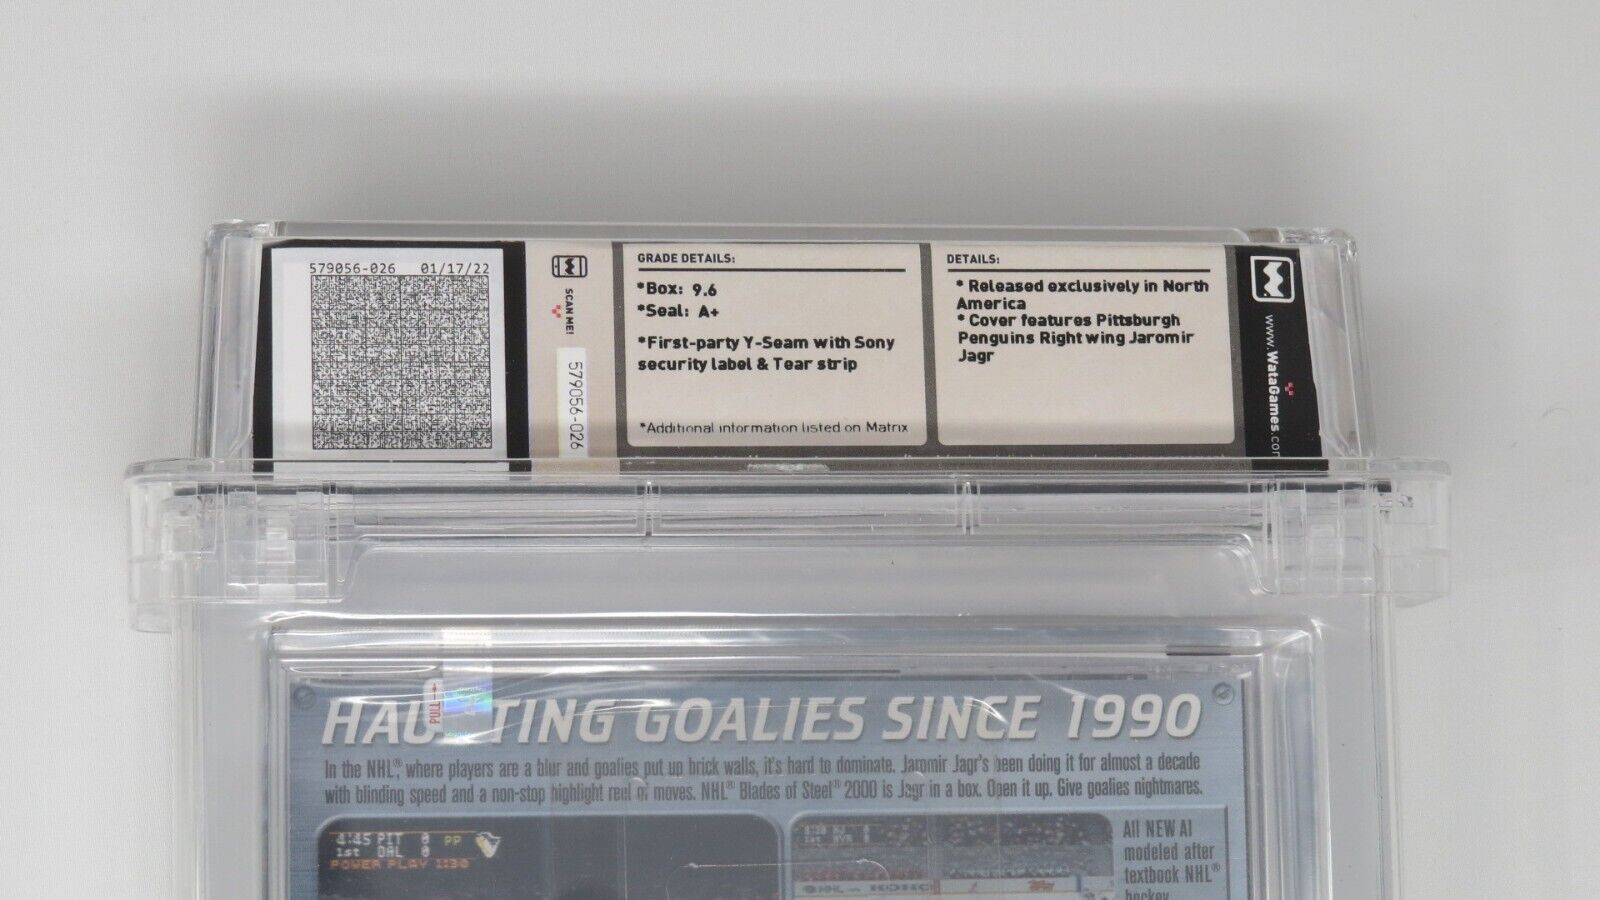 579056-026 01/17/22
SCAN ME!
579056-026
GRADE DETAILS:
*Box: 9.6
*Seal: A+
*First-party Y-Seam with Sony
security label & Tear strip
*Additional information listed on Matrix
DETAILS:
* Released exclusively in North
America
* Cover features Pittsburgh
Penguins Right wing Jaromir
Jagr
www.WataGames.com
PULL
HAU TING GOALIES SINCE 1990
In the NHL®, where players are a blur and goalies put up brick walls, it's hard to dominate. Jaromir Jagr's been doing it for almost a decade
with blinding speed and a non-stop highlight reel of moves. NHL® Blades of Steel® 2000 is Jagr in a box. Open it up. Give goalies nightmares.
4:45 PIT 0 PP
1st DAL 0
POWER PLAY 1:30
All NEW AI
modeled after
textbook NHL®
hockey